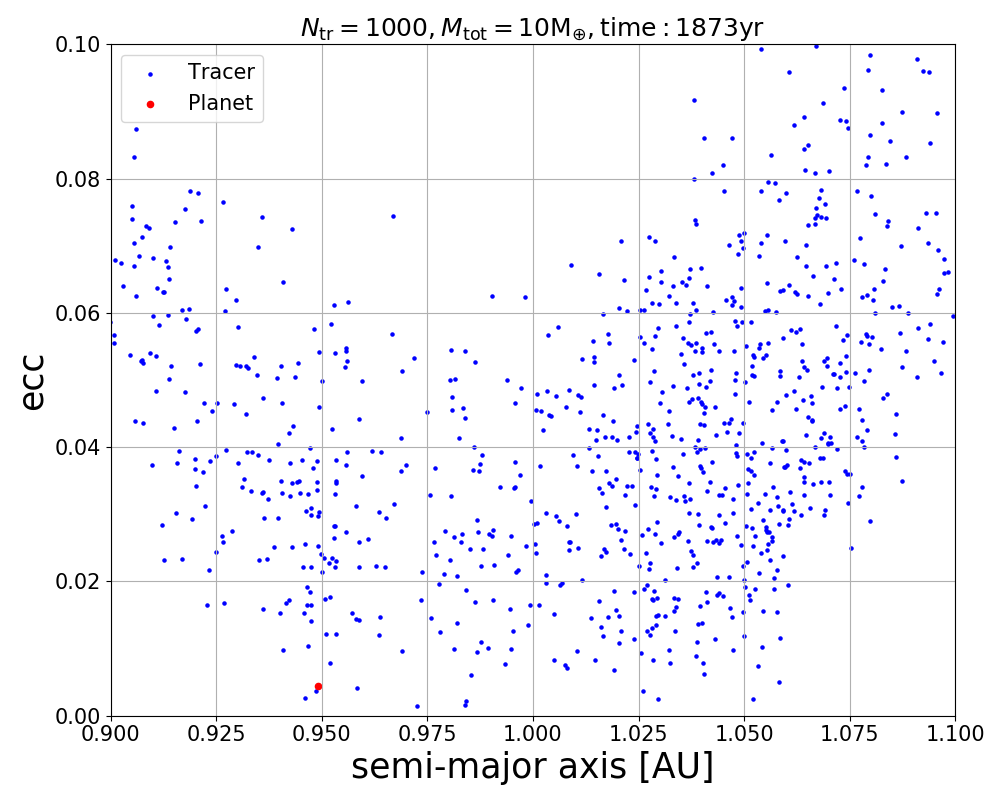 N_tr = 1000, M_tot = 10M_⊕, time : 1873yr
Tracer
Planet
0.10
0.08
0.06
0.04
0.02
0.00
ecc
0.900 0.925 0.950 0.975 1.000 1.025 1.050 1.075 1.100
semi-major axis [AU]